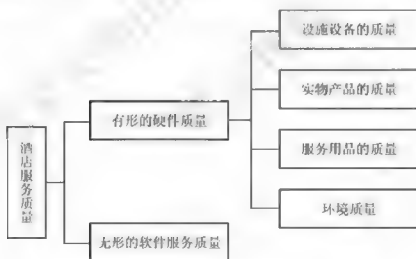 酒店服务质量
有形的硬件质量
无形的软件服务质量
设施设备的质量
实物产品的质量
服务用品的质量
环境质量